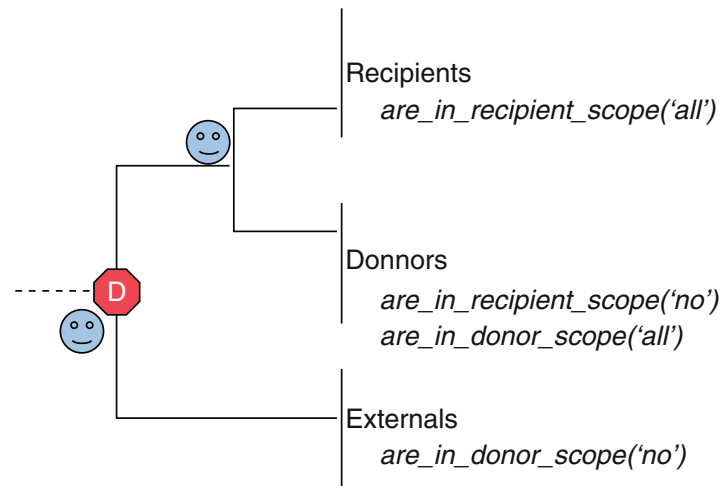 Recipients
are_in_recipient_scope(‘all’)
Donnors
D
are_in_recipient_scope(‘no’)
are_in_donor_scope(‘all’)
Externals
are_in_donor_scope(‘no’)